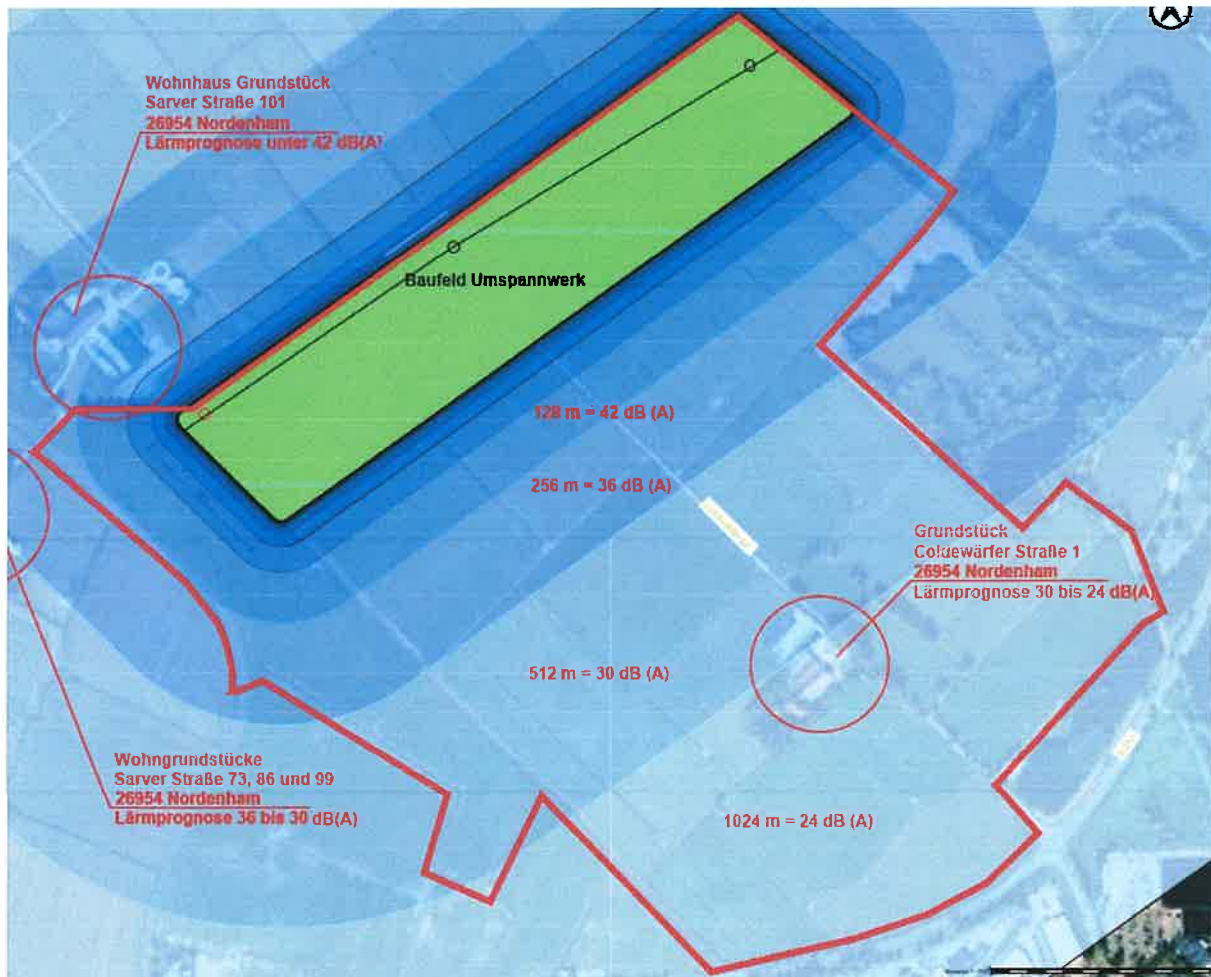 Wohnhaus Grundstück
Sarver Straße 101
26954 Nordenham
Lärmprognose unter 42 dB(A)
Baufeld Umspannwerk
128 m = 42 dB (A)
256 m = 36 dB (A)
Grundstück
Coldewärfer Straße 1
26954 Nordenham
Lärmprognose 30 bis 24 dB(A)
512 m = 30 dB (A)
Wohngrundstücke
Sarver Straße 73, 86 und 99
26954 Nordenham
Lärmprognose 36 bis 30 dB(A)
1024 m = 24 dB (A)